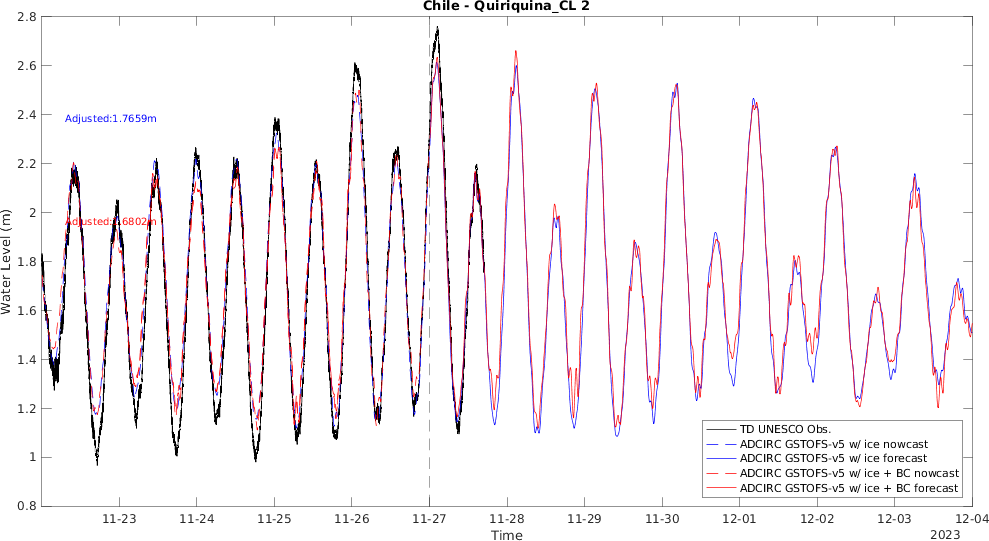 Chile - Quiriquina_CL 2
2.8
2.6
2.4
2.2
2
1.8
1.6
1.4
1.2
1
0.8
Water Level (m)
Adjusted:1.7659m
Adjusted:1.6802m
TD UNESCO Obs.
ADCIRC GSTOFS-v5 w/ ice nowcast
ADCIRC GSTOFS-v5 w/ ice forecast
ADCIRC GSTOFS-v5 w/ ice + BC nowcast
ADCIRC GSTOFS-v5 w/ ice + BC forecast
11-23 11-24 11-25 11-26 11-27 11-28 11-29 11-30 12-01 12-02 12-03 12-04
Time
2023